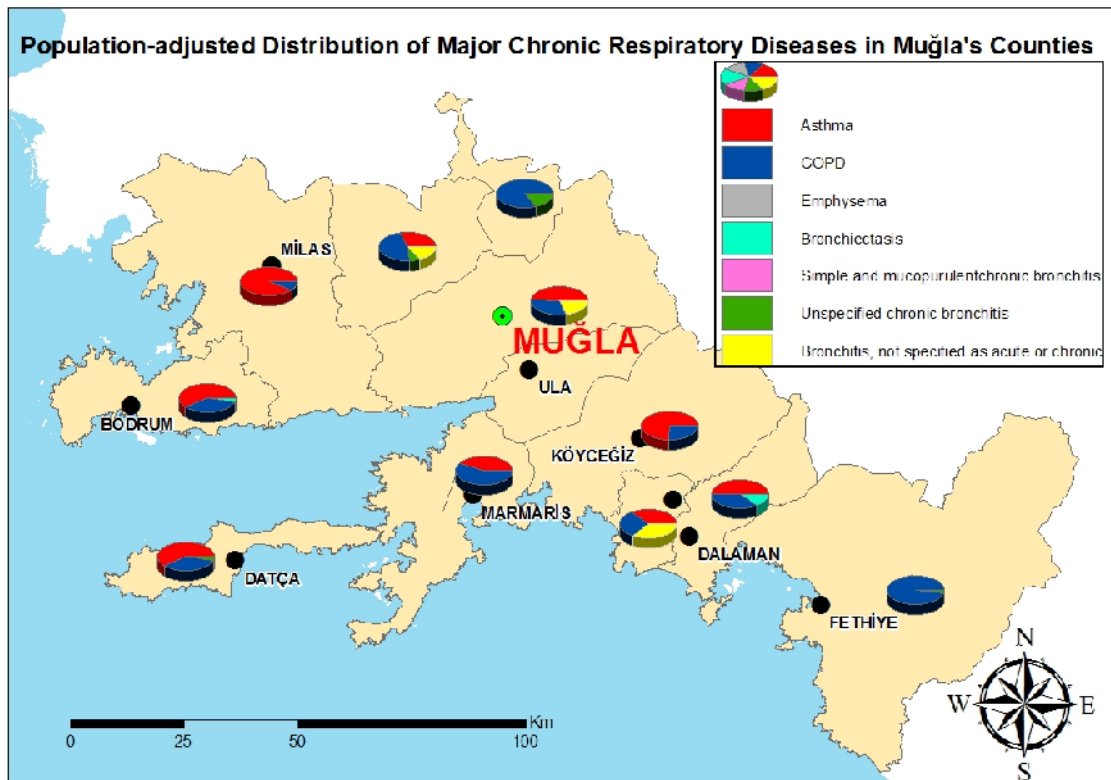 Population-adjusted Distribution of Major Chronic Respiratory Diseases in Muğla's Counties
Asthma
COPD
Emphysema
Bronchiectasis
Simple and mucopurulentchronic bronchitis
Unspecified chronic bronchitis
Bronchitis, not specified as acute or chronic
MİLAS
MUĞLA
ULA
BODRUM
KÖYCEĞİZ
MARMARİS
DALAMAN
DATÇA
FETHİYE
N
W E
S
Km
0 25 50 100